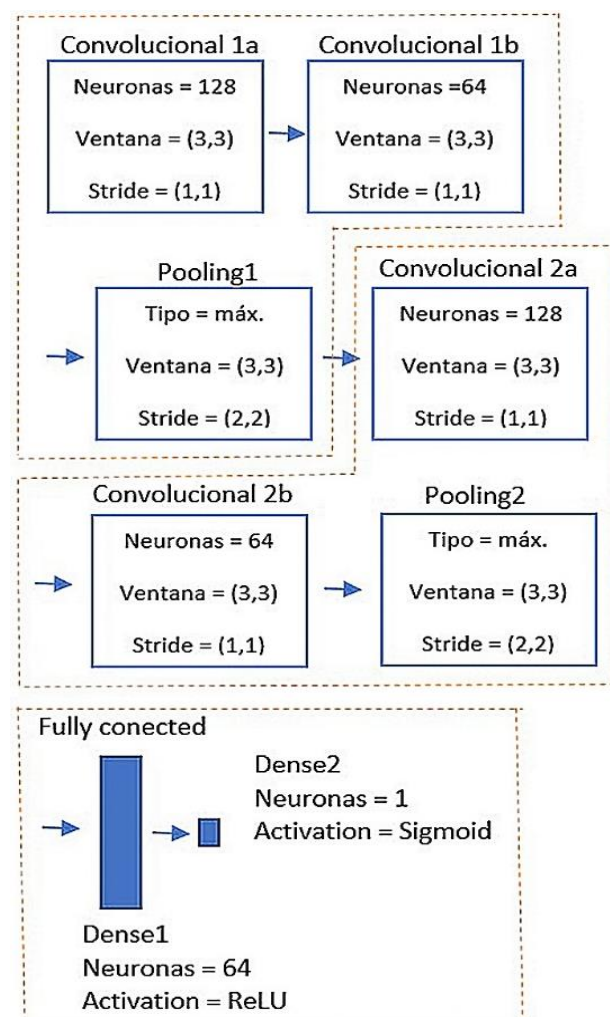 Convolucional 1a
Neuronas = 128
Ventana = (3,3)
Stride = (1,1)
Convolucional 1b
Neuronas =64
Ventana = (3,3)
Stride = (1,1)
Pooling1
Tipo = máx.
Ventana = (3,3)
Stride = (2,2)
Convolucional 2a
Neuronas = 128
Ventana = (3,3)
Stride = (1,1)
Convolucional 2b
Neuronas = 64
Ventana = (3,3)
Stride = (1,1)
Pooling2
Tipo = máx.
Ventana = (3,3)
Stride = (2,2)
Fully conected
Dense2
Neuronas = 1
Activation = Sigmoid
Dense1
Neuronas = 64
Activation = ReLU